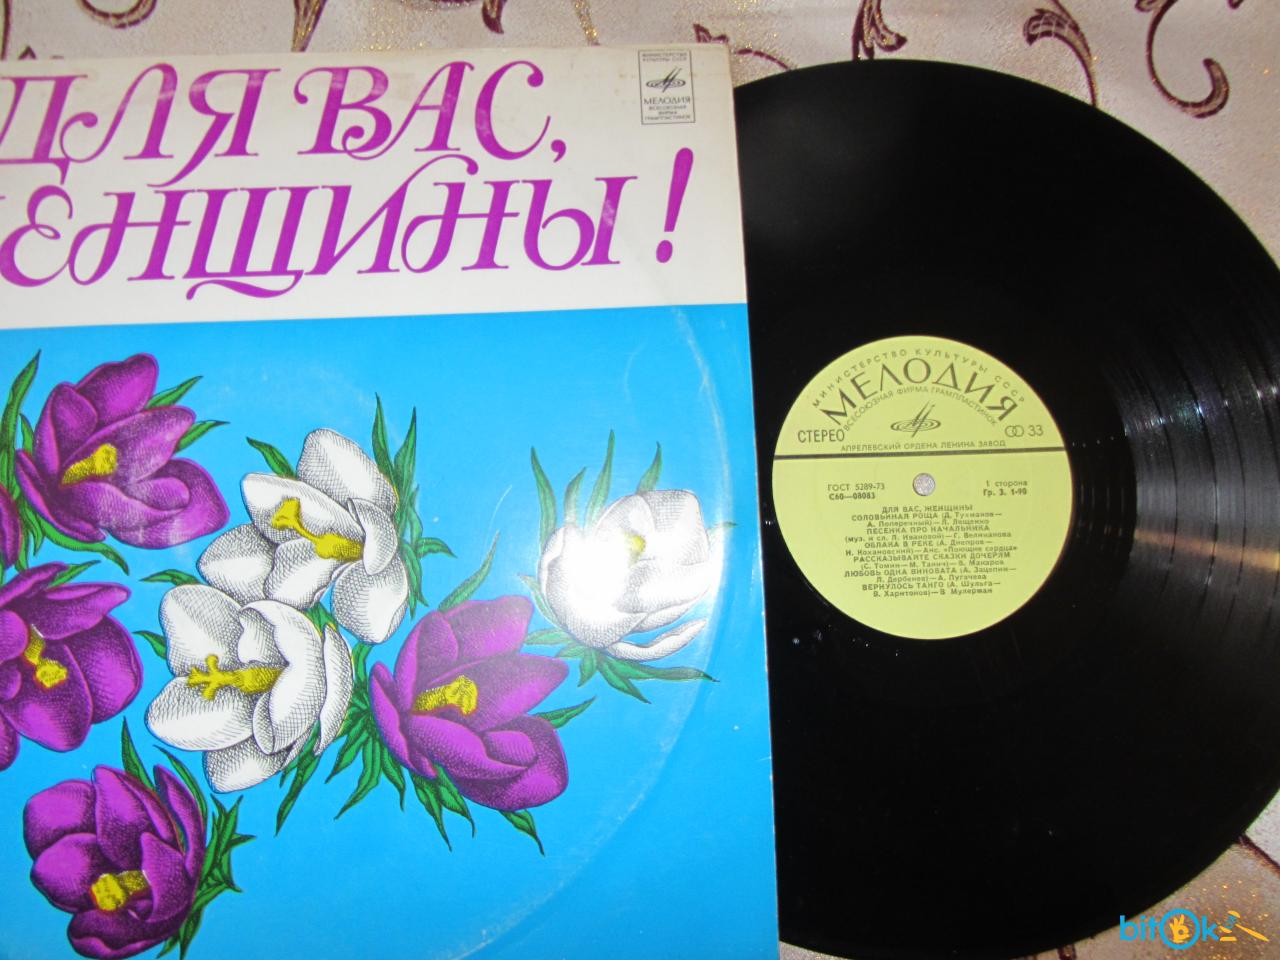 ДЛЯ ВАС,
ЕНЩИНЫ!
МИНИСТЕРСТВО
КУЛЬТУРЫ СССР
МЕЛОДИЯ
ВСЕСОЮЗНАЯ
ФИРМА
ГРАМПЛАСТИНОК
МИНИСТЕРСТВО КУЛЬТУРЫ СССР
МЕЛОДИЯ
ВСЕСОЮЗНАЯ ФИРМА ГРАМПЛАСТИНОК
СТЕРЕО 33
АПРЕЛЕВСКИЙ ОРДЕНА ЛЕНИНА ЗАВОД
ГОСТ 5289-73 1 сторона
С60—08083 Гр. 3. 1-90
ДЛЯ ВАС, ЖЕНЩИНЫ
СОЛОВЬИНАЯ РОЩА (Д. Тухманов—
А. Поперечный)—Л. Лещенко
ПЕСЕНКА ПРО НАЧАЛЬНИКА
(Муз. и сл. Л. Ивановой)—Г. Великанова
ОБЛАКА В РЕКЕ (А. Днепров—
И. Кохановский)—Анс. «Поющие сердца»
РАССКАЗЫВАЙТЕ СКАЗКИ ДОЧЕРЯМ
(С. Томин—М. Танич)—В. Макаров
ЛЮБОВЬ ОДНА ВИНОВАТА (А. Зацепин—
Л. Дербенев)—А. Пугачева
ВЕРНУЛОСЬ ТАНГО (А. Шульга—
В. Харитонов)—В. Мулерман
bitOk